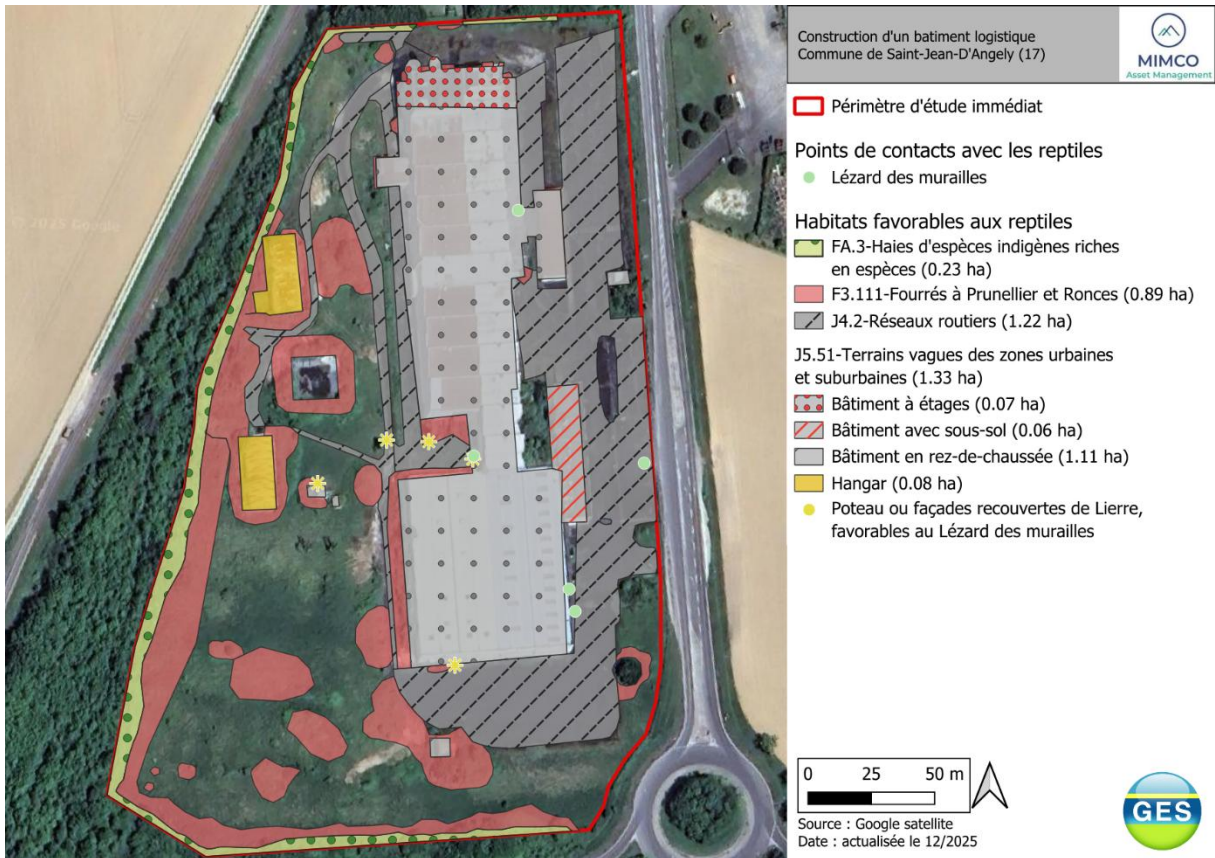 © 2025 Google
Construction d'un batiment logistique
Commune de Saint-Jean-D'Angely (17)
MIMCO
Asset Management
Périmètre d'étude immédiat
Points de contacts avec les reptiles
Lézard des murailles
Habitats favorables aux reptiles
FA.3-Haies d'espèces indigènes riches
en espèces (0.23 ha)
F3.111-Fourrés à Prunellier et Ronces (0.89 ha)
J4.2-Réseaux routiers (1.22 ha)
J5.51-Terrains vagues des zones urbaines
et suburbaines (1.33 ha)
Bâtiment à étages (0.07 ha)
Bâtiment avec sous-sol (0.06 ha)
Bâtiment en rez-de-chaussée (1.11 ha)
Hangar (0.08 ha)
Poteau ou façades recouvertes de Lierre,
favorables au Lézard des murailles
0 25 50 m
Source : Google satellite
Date : actualisée le 12/2025
GES